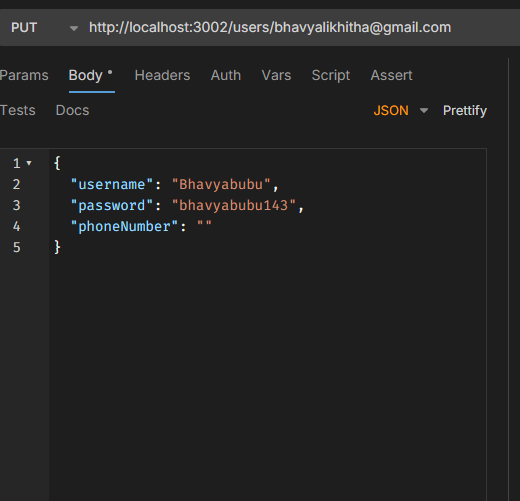 PUT http://localhost:3002/users/bhavyalikhitha@gmail.com
Params Body Headers Auth Vars Script Assert
Tests Docs JSON Prettify
1 {
2 "username": "Bhavyabubu",
3 "password": "bhavyabubu143",
4 "phoneNumber": ""
5 }